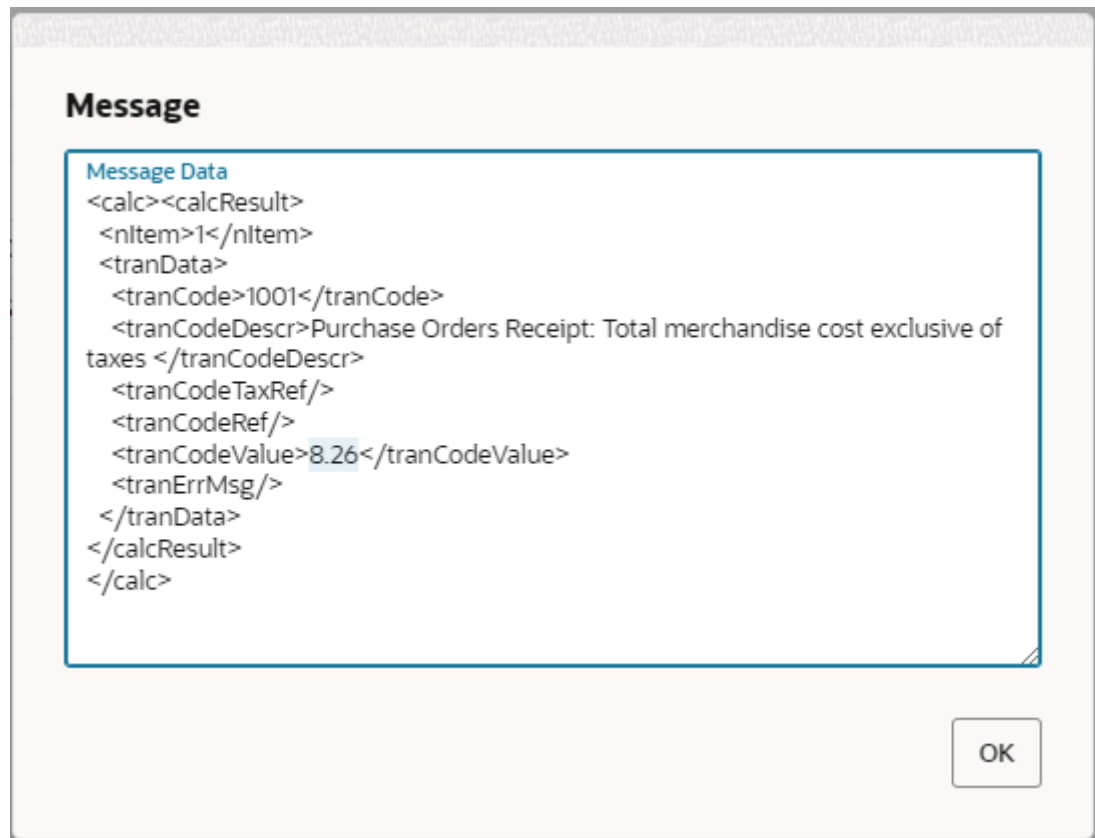 Message
Message Data
<calc><calcResult>
<nItem>1</nItem>
<tranData>
<tranCode>1001</tranCode>
<tranCodeDescr>Purchase Orders Receipt: Total merchandise cost exclusive of
taxes </tranCodeDescr>
<tranCodeTaxRef/>
<tranCodeRef/>
<tranCodeValue>8.26</tranCodeValue>
<tranErrMsg/>
</tranData>
</calcResult>
</calc>
OK